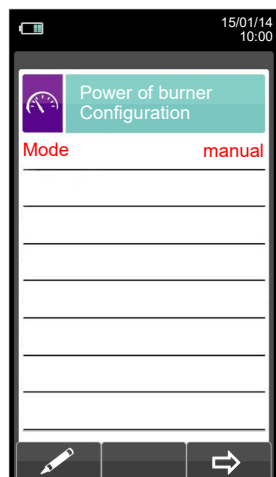 15/01/14
10:00
Power of burner
Configuration
Mode manual